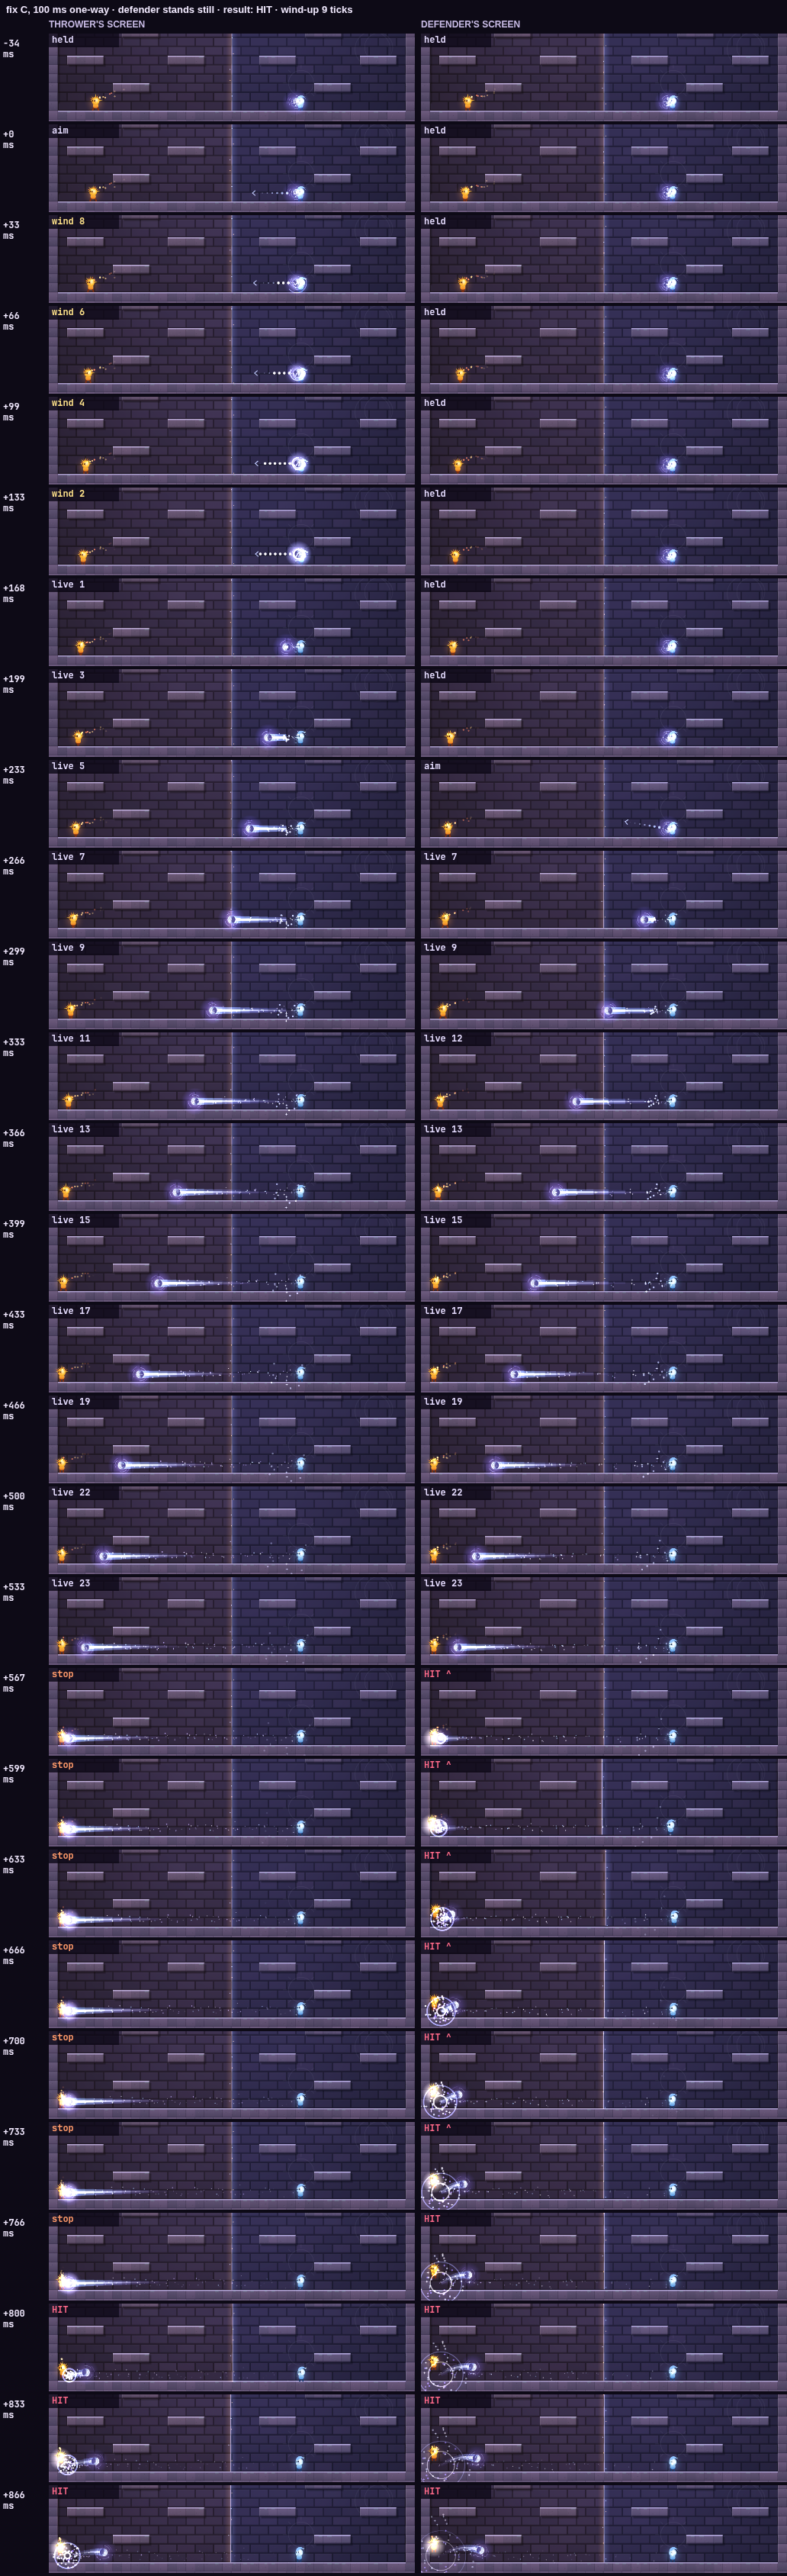 fix C, 100 ms one-way · defender stands still · result: HIT · wind-up 9 ticks
THROWER'S SCREEN DEFENDER'S SCREEN
-34 ms held held
+0 ms aim held
+33 ms wind 8 held
+66 ms wind 6 held
+99 ms wind 4 held
+133 ms wind 2 held
+168 ms live 1 held
+199 ms live 3 held
+233 ms live 5 aim
+266 ms live 7 live 7
+299 ms live 9 live 9
+333 ms live 11 live 12
+366 ms live 13 live 13
+399 ms live 15 live 15
+433 ms live 17 live 17
+466 ms live 19 live 19
+500 ms live 22 live 22
+533 ms live 23 live 23
+567 ms stop HIT ^
+599 ms stop HIT ^
+633 ms stop HIT ^
+666 ms stop HIT ^
+700 ms stop HIT ^
+733 ms stop HIT ^
+766 ms stop HIT
+800 ms HIT HIT
+833 ms HIT HIT
+866 ms HIT HIT